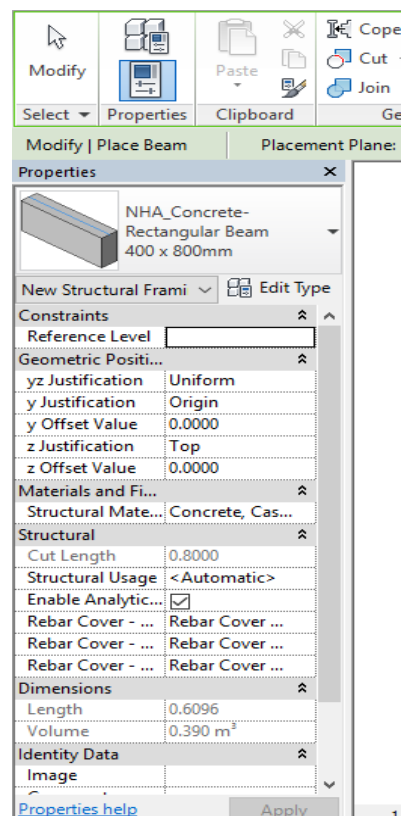 Cope
Modify
Paste
Cut
Join
Select Properties Clipboard Ge
Modify | Place Beam Placement Plane:
Properties
NHA_Concrete-
Rectangular Beam
400 x 800mm
New Structural Frami Edit Type
Constraints
Reference Level
Geometric Positi...
yz Justification Uniform
y Justification Origin
y Offset Value 0.0000
z Justification Top
z Offset Value 0.0000
Materials and Fi...
Structural Mate... Concrete, Cas...
Structural
Cut Length 0.8000
Structural Usage <Automatic>
Enable Analytic...
Rebar Cover - ... Rebar Cover ...
Rebar Cover - ... Rebar Cover ...
Rebar Cover - ... Rebar Cover ...
Dimensions
Length 0.6096
Volume 0.390 m³
Identity Data
Image
Properties help Apply